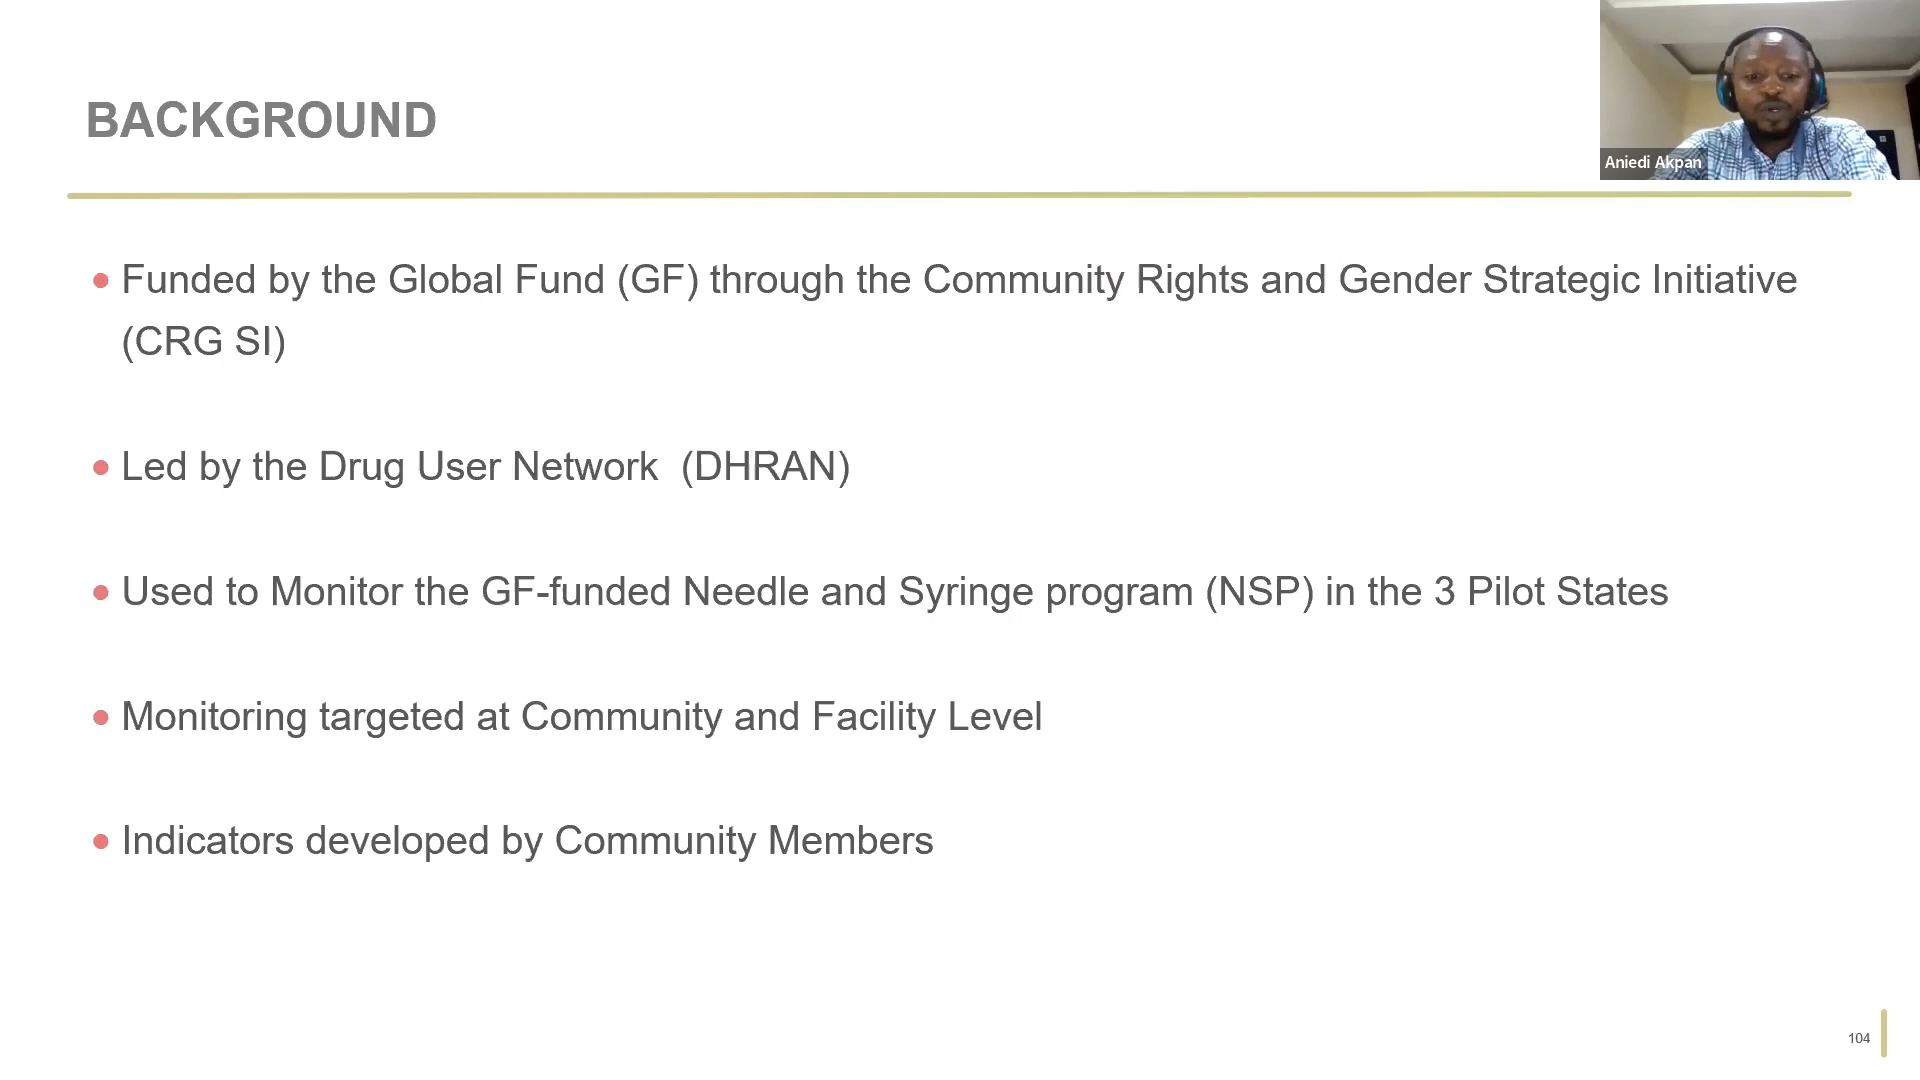 BACKGROUND
Aniedi Akpan
• Funded by the Global Fund (GF) through the Community Rights and Gender Strategic Initiative
(CRG SI)
• Led by the Drug User Network  (DHRAN)
• Used to Monitor the GF-funded Needle and Syringe program (NSP) in the 3 Pilot States
• Monitoring targeted at Community and Facility Level
• Indicators developed by Community Members
104